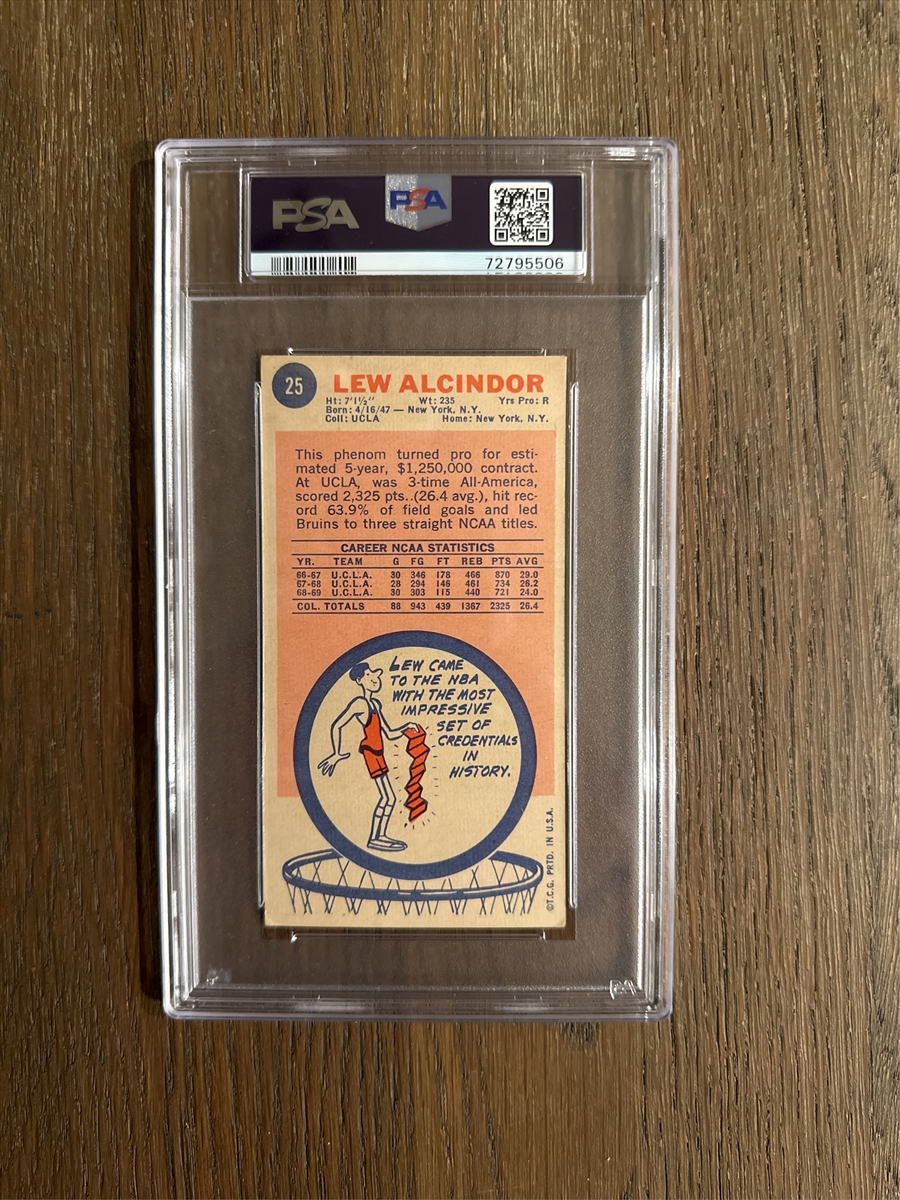 PSA
PSA
72795506
25
LEW ALCINDOR
Ht: 7'1½" Wt: 235 Yrs Pro: R
Born: 4/16/47 — New York, N.Y.
Coll: UCLA Home: New York, N.Y.
This phenom turned pro for esti-
mated 5-year, $1,250,000 contract.
At UCLA, was 3-time All-America,
scored 2,325 pts..(26.4 avg.), hit rec-
ord 63.9% of field goals and led
Bruins to three straight NCAA titles.
CAREER NCAA STATISTICS
YR. TEAM G FG FT REB PTS AVG
66-67 U.C.L.A. 30 346 178 466 870 29.0
67-68 U.C.L.A. 28 294 146 461 734 26.2
68-69 U.C.L.A. 30 303 115 440 721 24.0
COL. TOTALS 88 943 439 1367 2325 26.4
LEW CAME
TO THE NBA
WITH THE MOST
IMPRESSIVE
SET OF
CREDENTIALS
IN
HISTORY.
©T.C.G. PRTD. IN U.S.A.